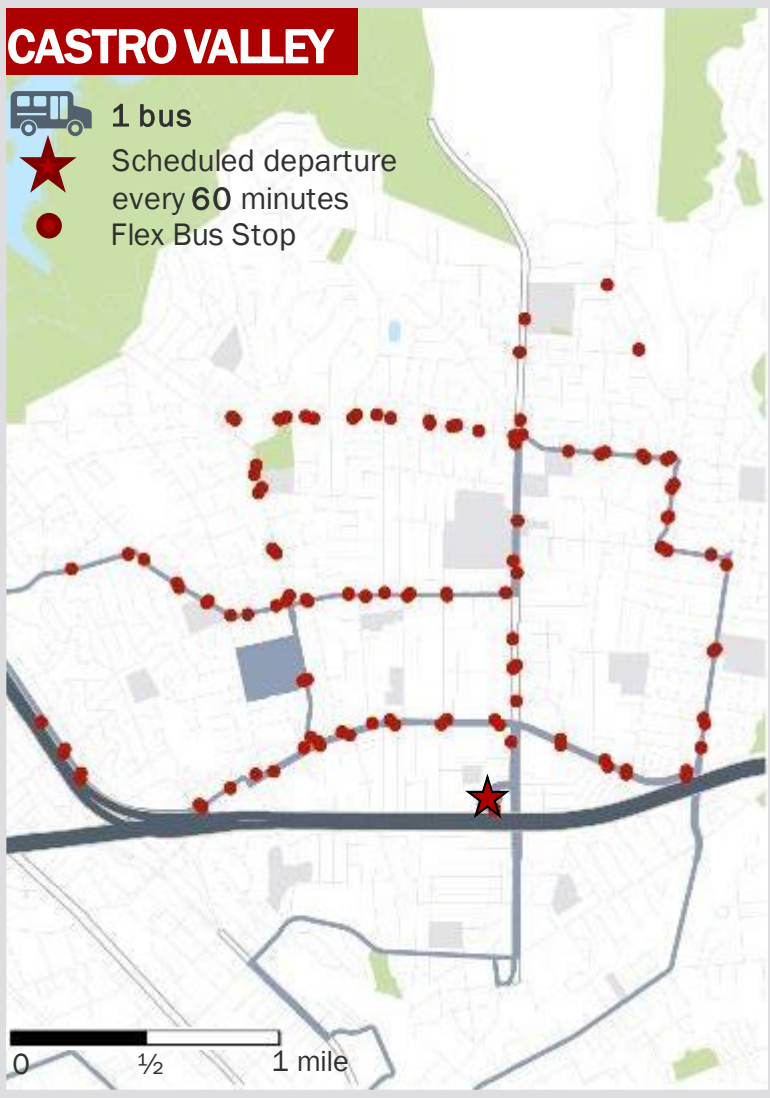 CASTRO VALLEY
1 bus
Scheduled departure
every 60 minutes
Flex Bus Stop
0 ½ 1 mile